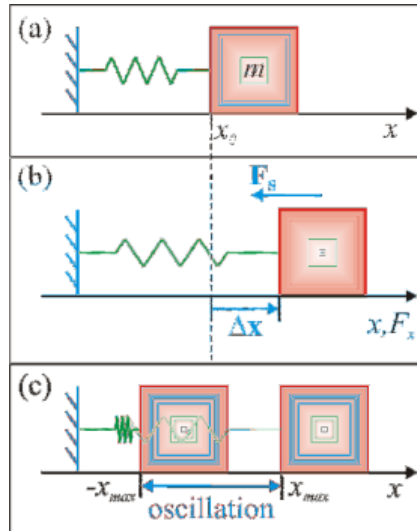 (a)
m
x₀ x
(b)
Fₛ
Δx
x,Fₓ
(c)
-xₘₐₓ xₘₐₓ x
oscillation